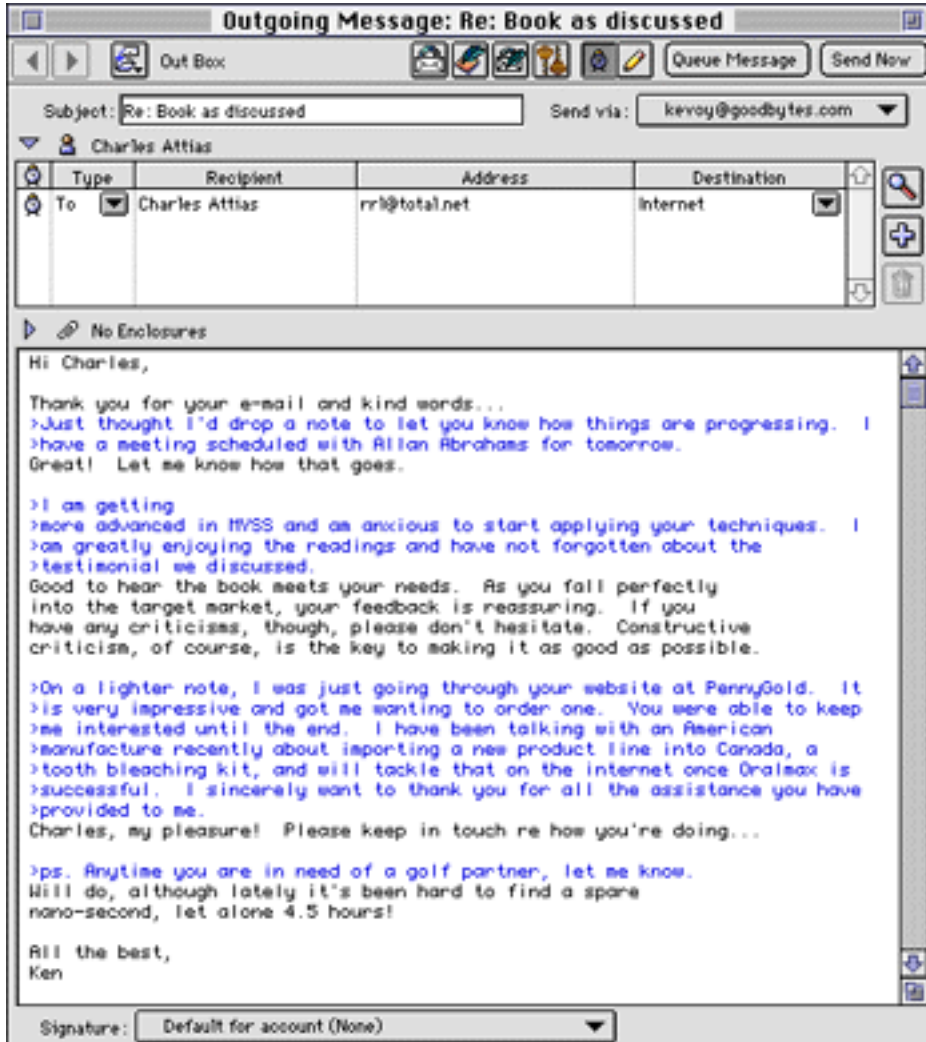 Outgoing Message: Re: Book as discussed
Out Box
Queue Message
Send Now
Subject: Re: Book as discussed
Send via: kevoy@goodbytes.com
Charles Attias
Type Recipient Address Destination
To Charles Attias rrl@total.net Internet
No Enclosures
Hi Charles,
Thank you for your e-mail and kind words...
>Just thought I'd drop a note to let you know how things are progressing. I
>have a meeting scheduled with Allan Abrahams for tomorrow.
Great! Let me know how that goes.
>I am getting
>more advanced in MYSS and am anxious to start applying your techniques. I
>am greatly enjoying the readings and have not forgotten about the
>testimonial we discussed.
Good to hear the book meets your needs. As you fall perfectly
into the target market, your feedback is reassuring. If you
have any criticisms, though, please don't hesitate. Constructive
criticism, of course, is the key to making it as good as possible.
>On a lighter note, I was just going through your website at PennyGold. It
>is very impressive and got me wanting to order one. You were able to keep
>me interested until the end. I have been talking with an American
>manufacture recently about importing a new product line into Canada, a
>tooth bleaching kit, and will tackle that on the internet once Oralmax is
>successful. I sincerely want to thank you for all the assistance you have
>provided to me.
Charles, my pleasure! Please keep in touch re how you're doing...
>ps. Anytime you are in need of a golf partner, let me know.
Will do, although lately it's been hard to find a spare
nano-second, let alone 4.5 hours!
All the best,
Ken
Signature: Default for account (None)